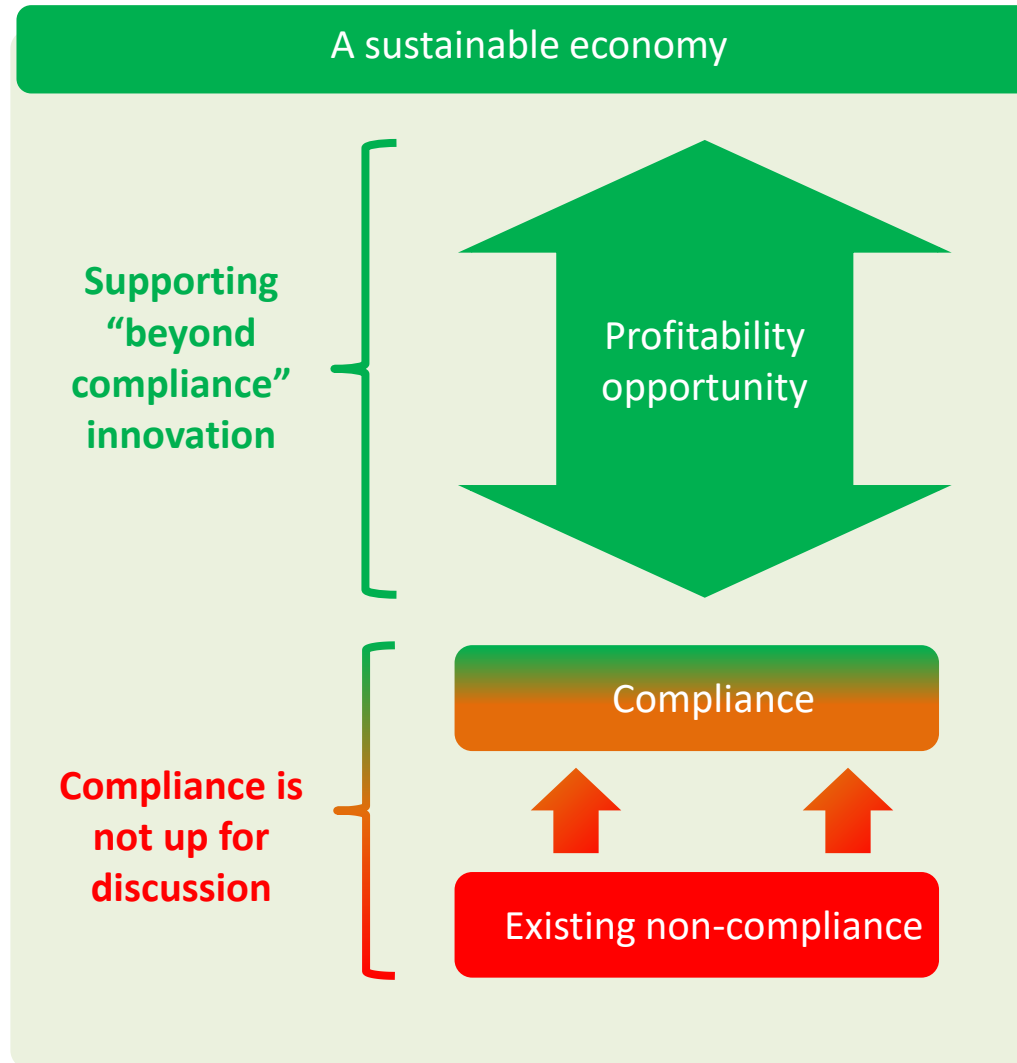 A sustainable economy
Supporting
“beyond
compliance”
innovation
Profitability
opportunity
Compliance
Compliance is
not up for
discussion
Existing non-compliance